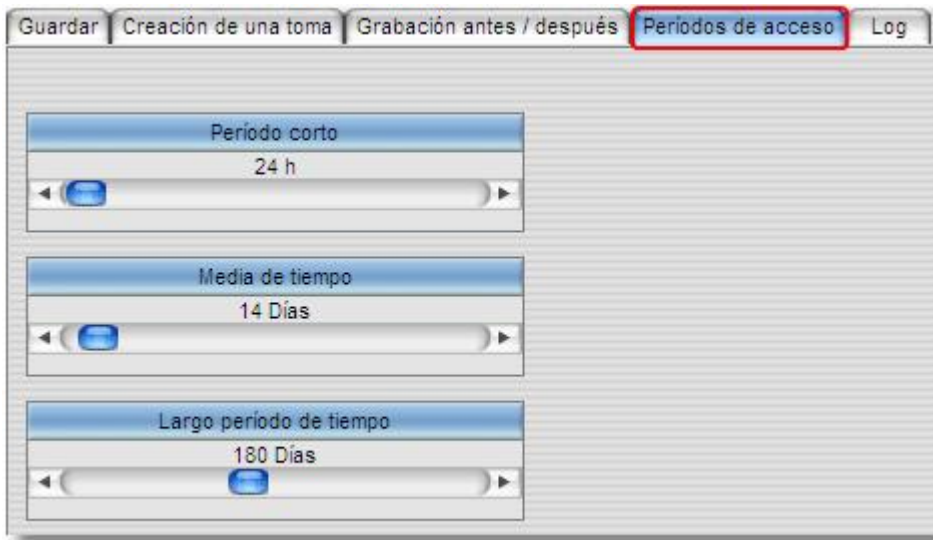 Guardar Creación de una toma Grabación antes / después Períodos de acceso Log
Período corto
24 h
Media de tiempo
14 Días
Largo período de tiempo
180 Días